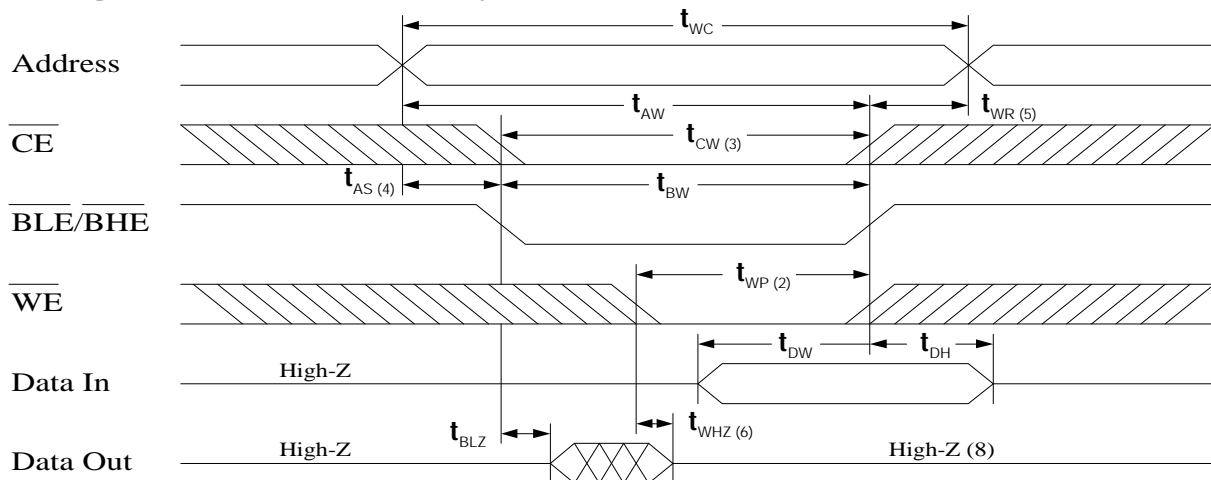 tWC
Address
tAW
tWR (5)
CE
tCW (3)
tAS (4)
tBW
BLE/BHE
tWP (2)
WE
tDW
tDH
Data In
High-Z
tBLZ
tWHZ (6)
Data Out
High-Z
High-Z (8)